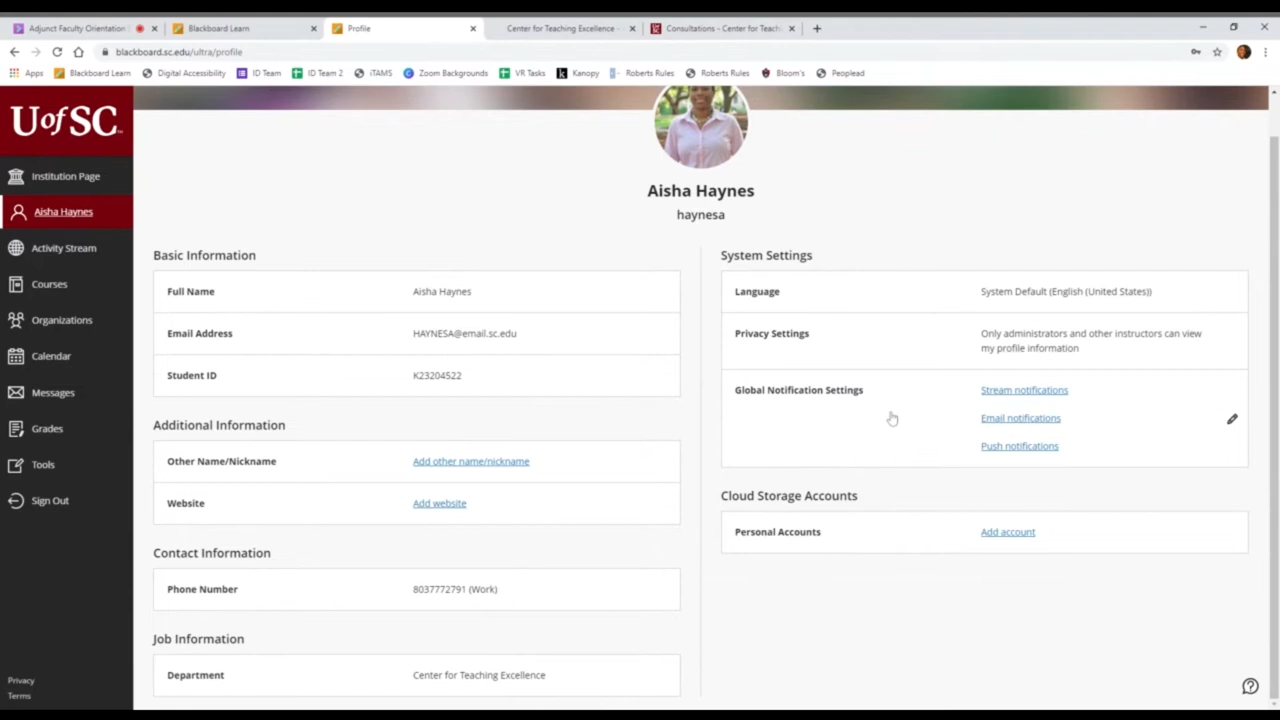 Adjunct Faculty Orientation
Blackboard Learn
Profile
Center for Teaching Excellence -
Consultations - Center for Teach
blackboard.sc.edu/ultra/profile
Apps
Blackboard Learn
Digital Accessibility
ID Team
ID Team 2
iTAMS
Zoom Backgrounds
VR Tasks
Kanopy
Roberts Rules
Roberts Rules
Bloom's
Peoplead
UofSC
Institution Page
Aisha Haynes
Activity Stream
Courses
Organizations
Calendar
Messages
Grades
Tools
Sign Out
Privacy
Terms
Aisha Haynes
haynesa
Basic Information
Full Name Aisha Haynes
Email Address HAYNESA@email.sc.edu
Student ID K23204522
Additional Information
Other Name/Nickname Add other name/nickname
Website Add website
Contact Information
Phone Number 8037772791 (Work)
Job Information
Department Center for Teaching Excellence
System Settings
Language System Default (English (United States))
Privacy Settings Only administrators and other instructors can view
my profile information
Global Notification Settings Stream notifications
Email notifications
Push notifications
Cloud Storage Accounts
Personal Accounts Add account